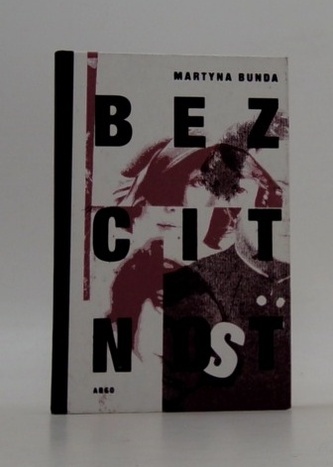 MARTYNA BUNDA
BEZ
CIT
NOST
ARGO